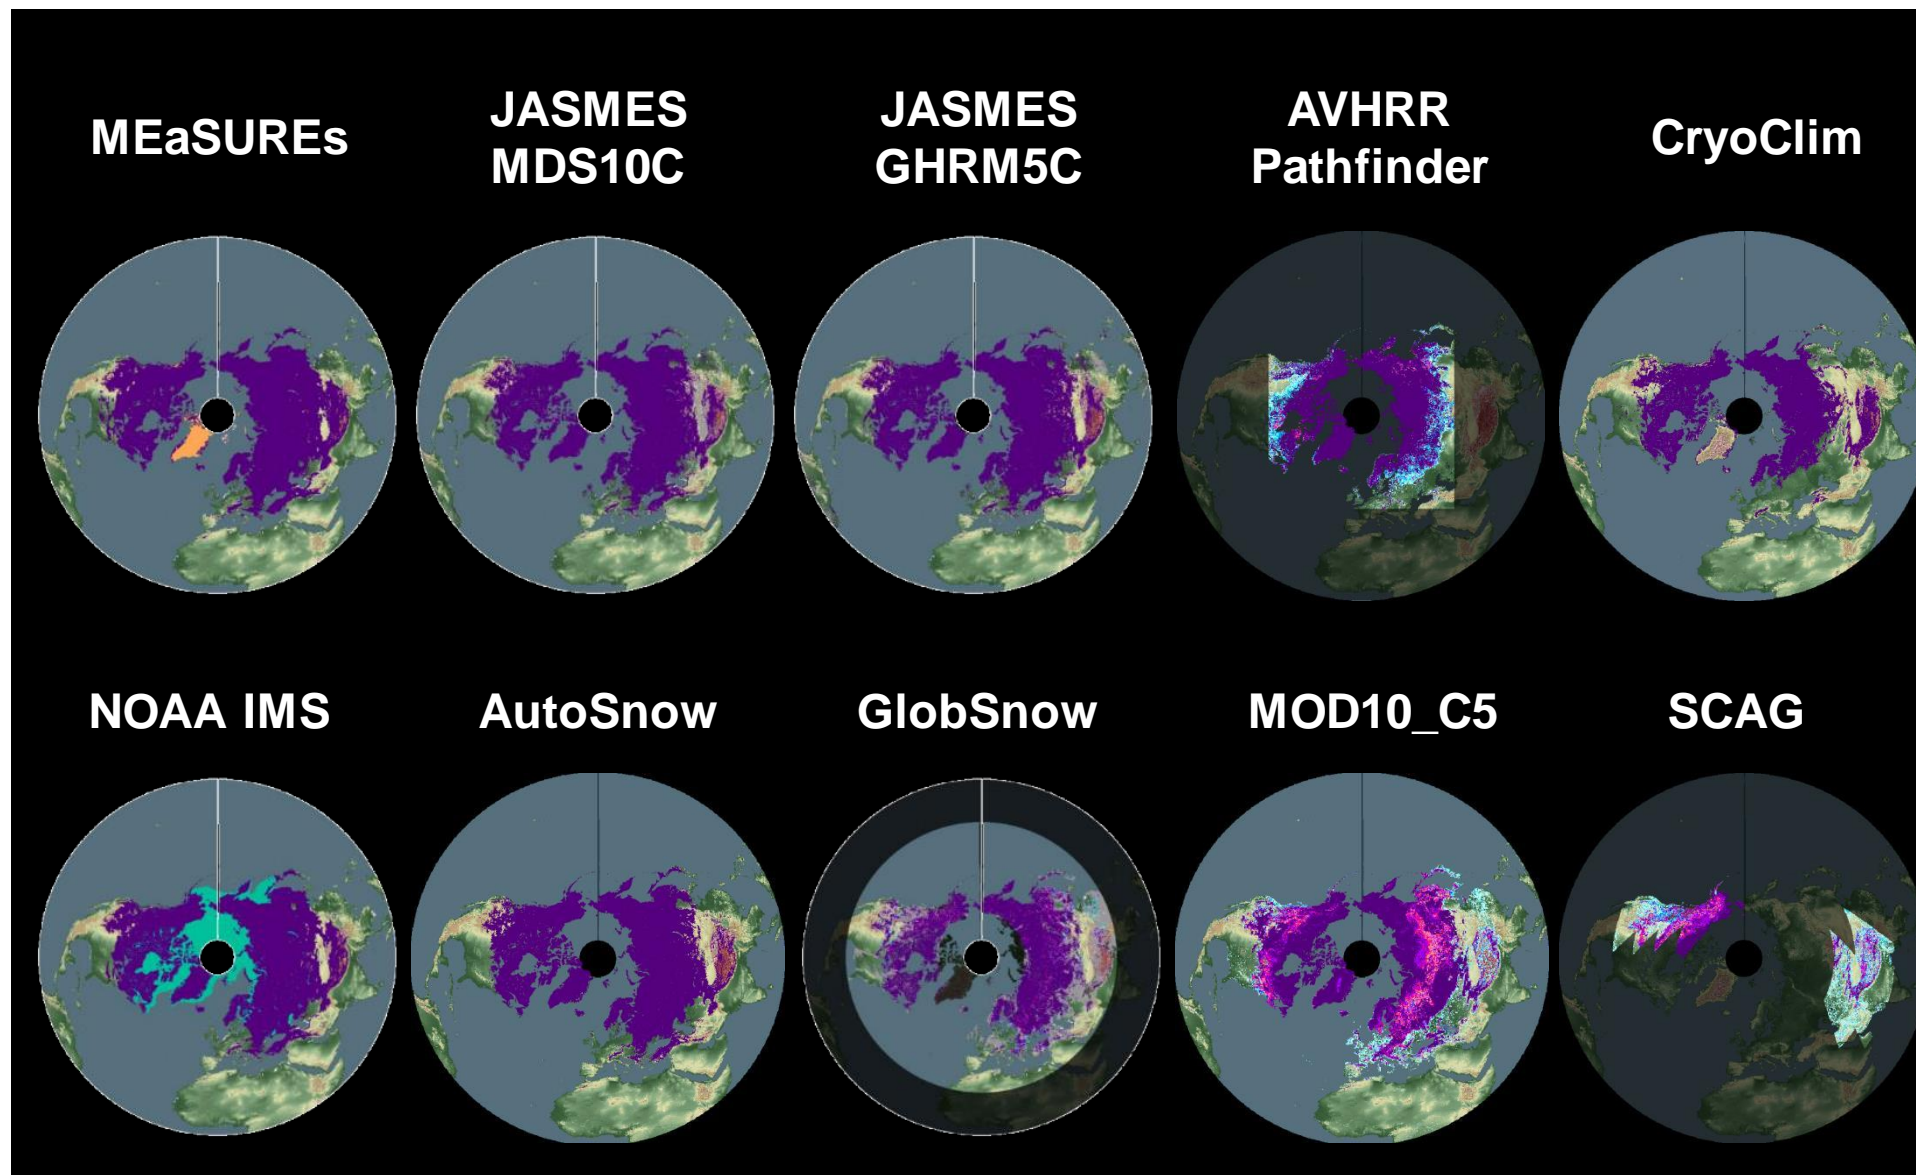 MEaSUREs
JASMES
MDS10C
JASMES
GHRM5C
AVHRR
Pathfinder
CryoClim
NOAA IMS
AutoSnow
GlobSnow
MOD10_C5
SCAG